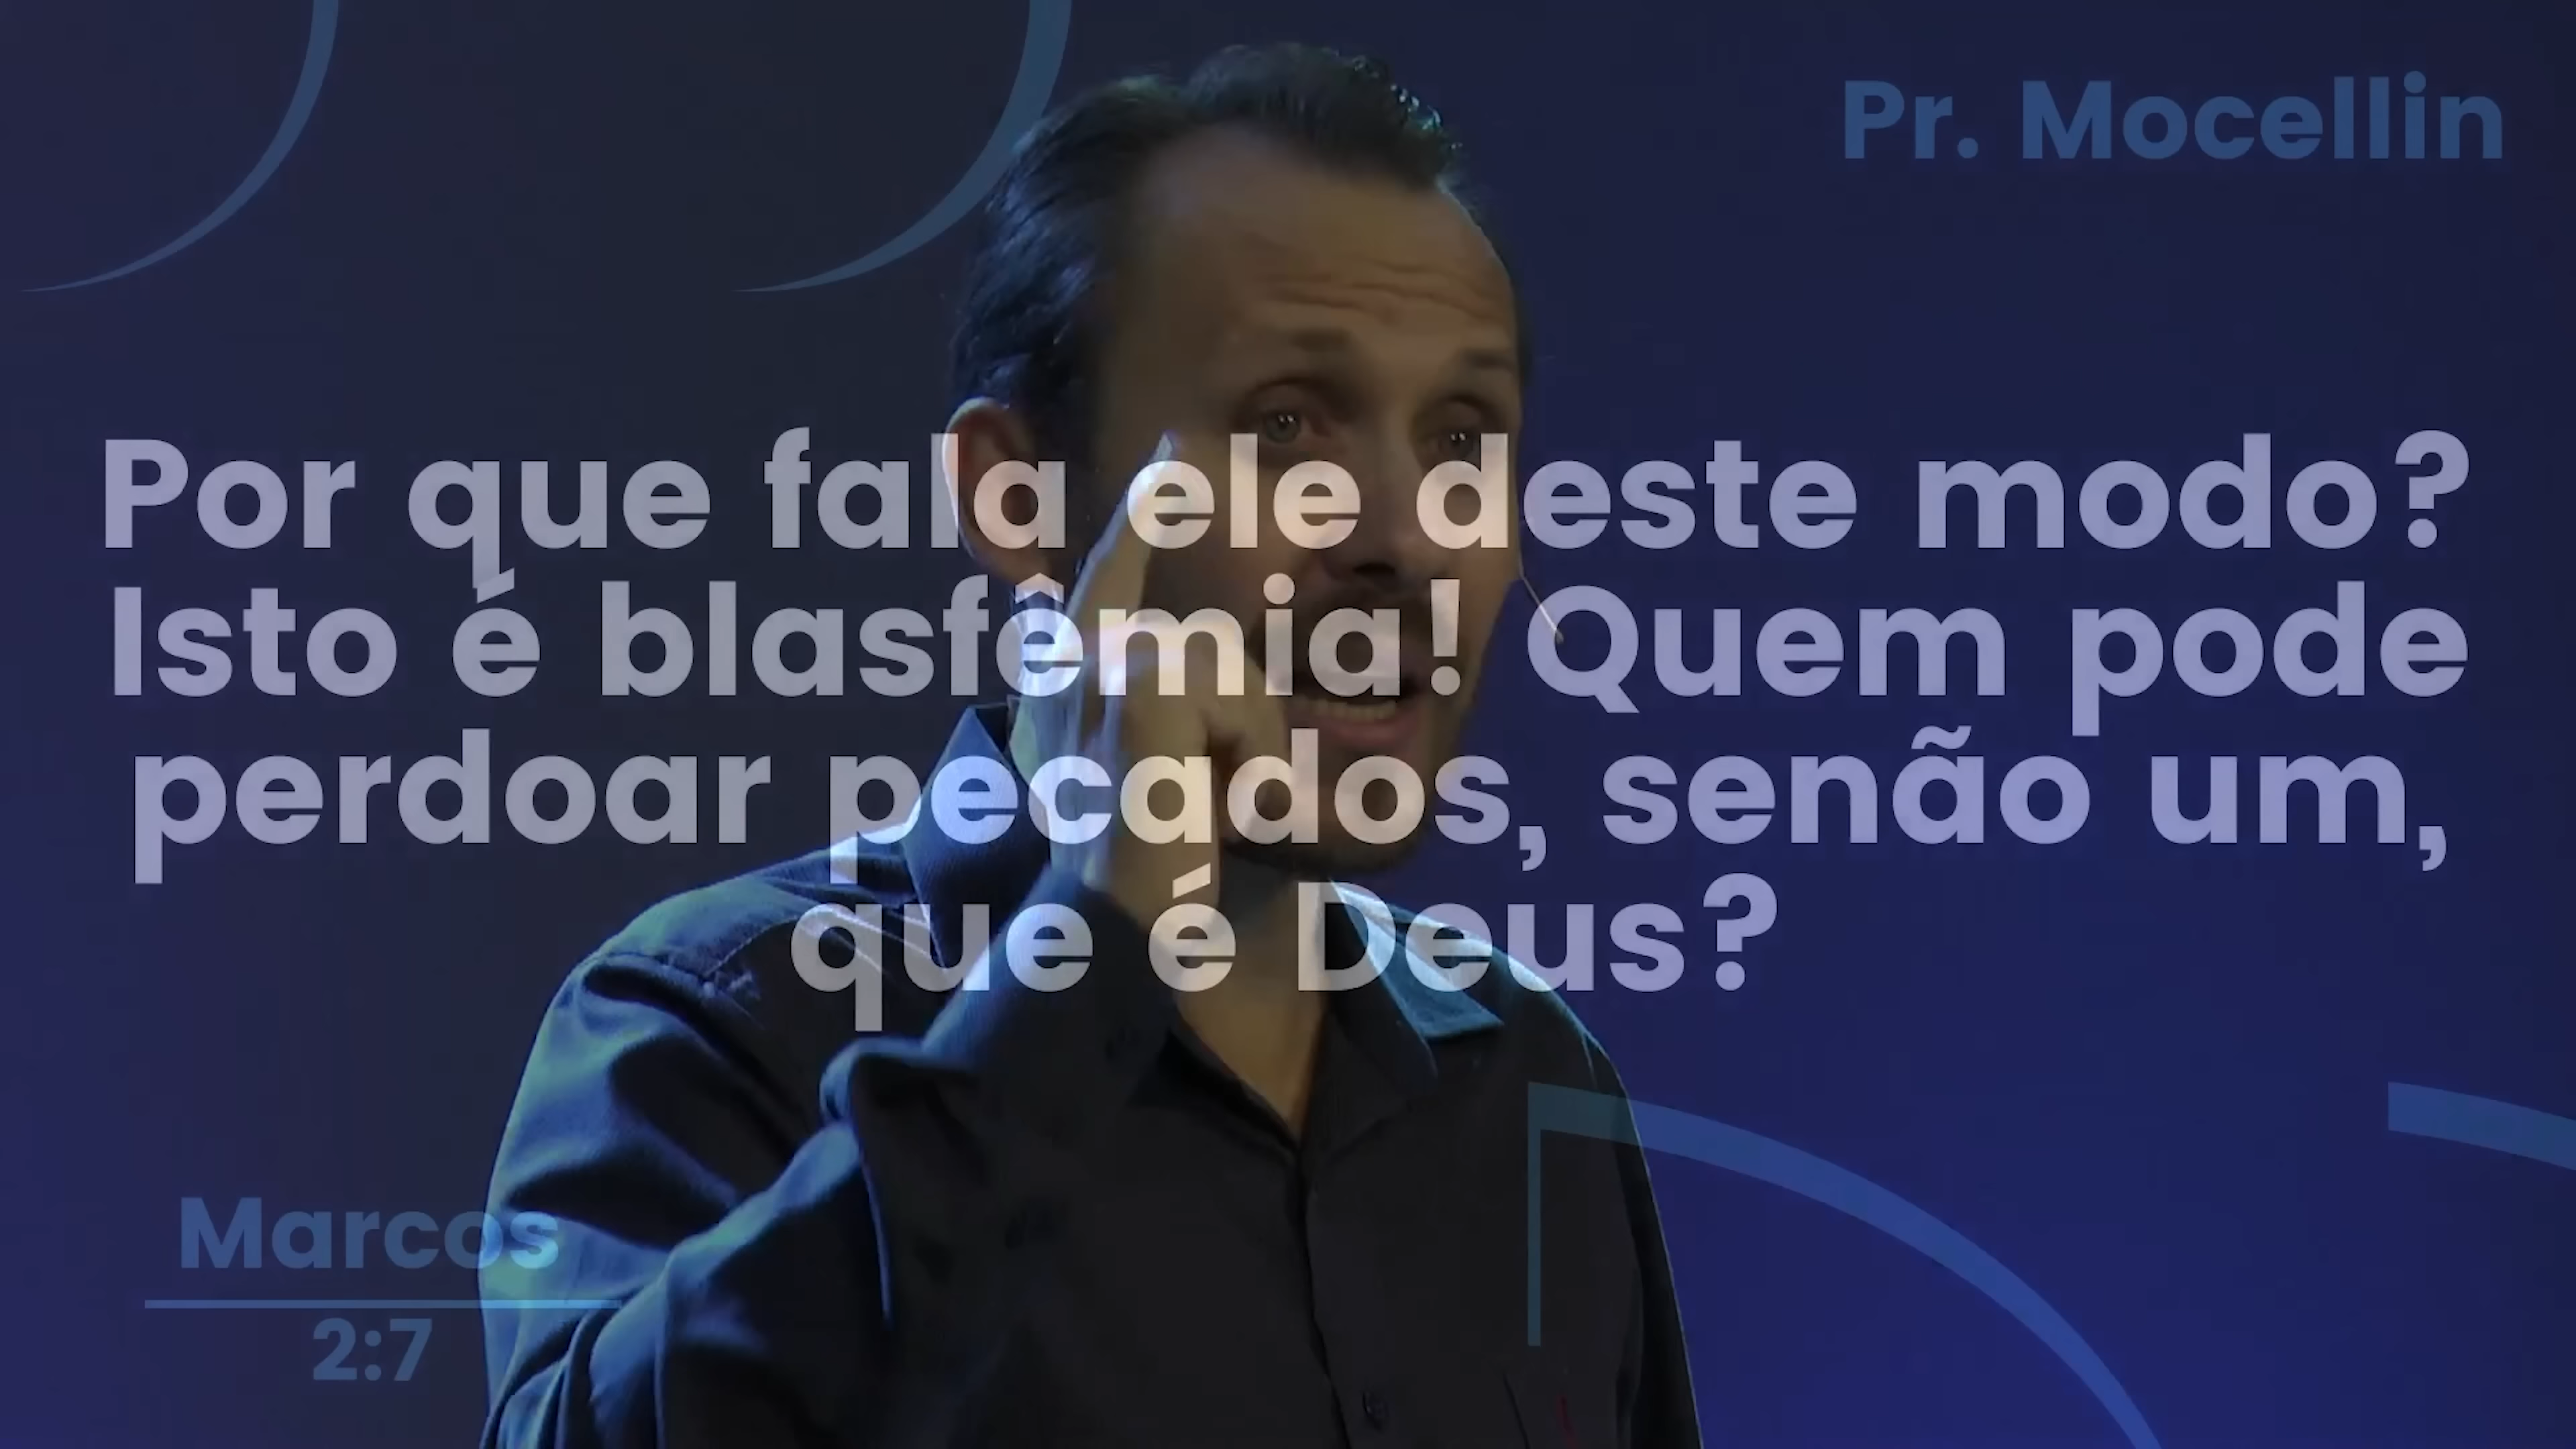 Pr. Mocellin
Por que fala ele deste modo?
Isto é blasfêmia! Quem pode
perdoar pecados, senão um,
que é Deus?
Marcos
2:7